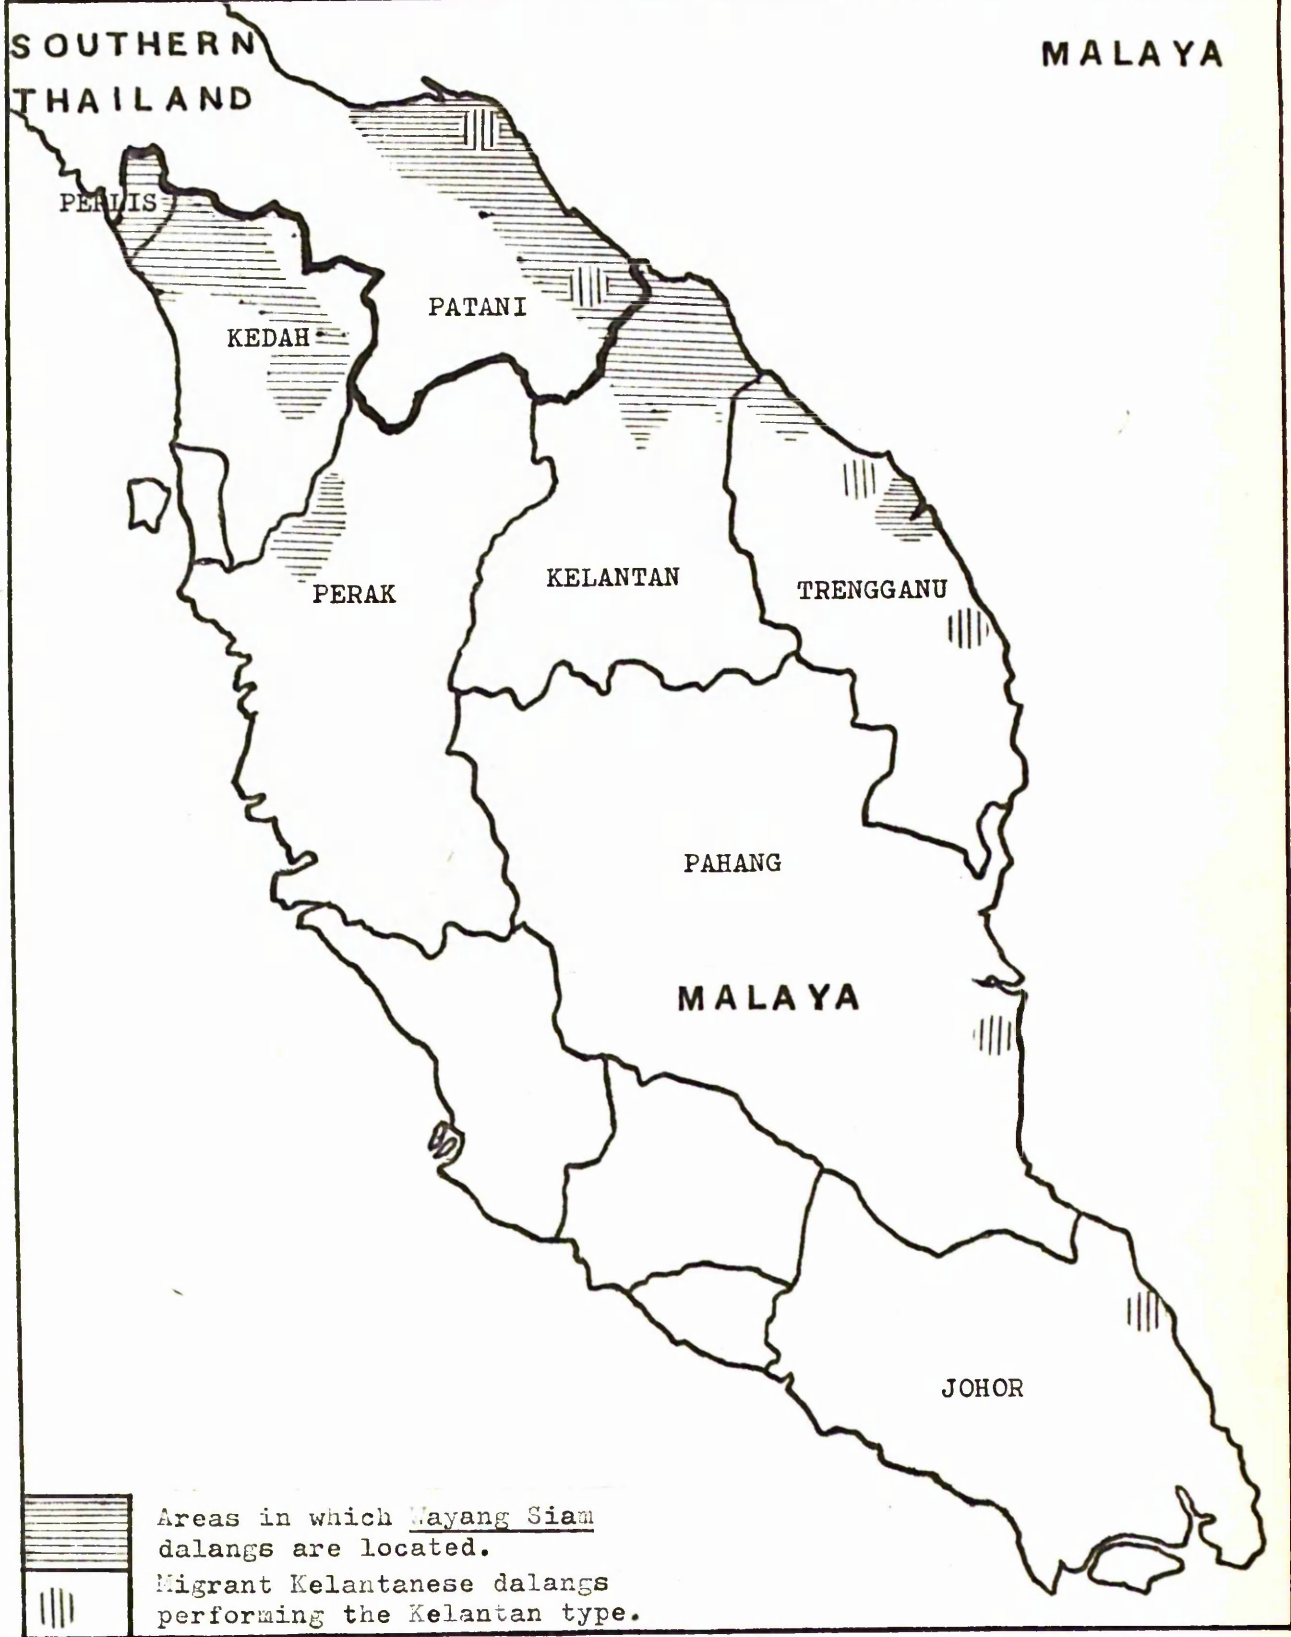 SOUTHERN
THAILAND
MALAYA
PERLIS
PATANI
KEDAH
PERAK
KELANTAN
TRENGGANU
PAHANG
MALAYA
JOHOR
Areas in which Wayang Siam
dalangs are located.
Migrant Kelantanese dalangs
performing the Kelantan type.